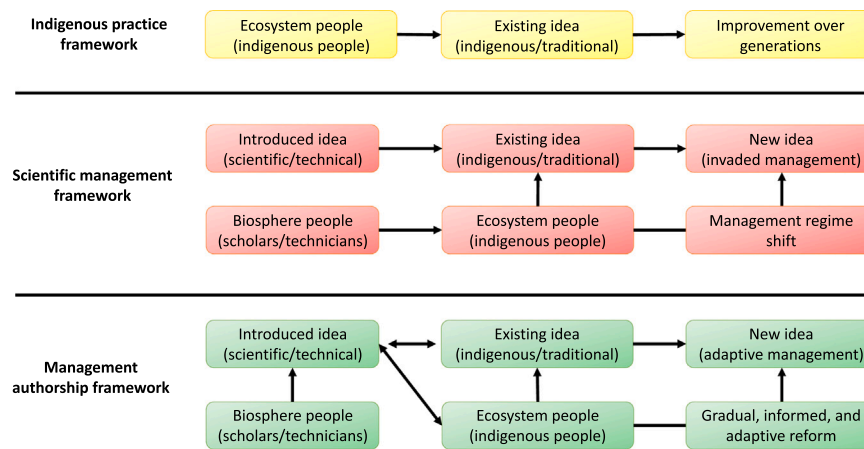 Indigenous practice
framework
Ecosystem people
(indigenous people)
Existing idea
(indigenous/traditional)
Improvement over
generations
Scientific management
framework
Introduced idea
(scientific/technical)
Existing idea
(indigenous/traditional)
New idea
(invaded management)
Biosphere people
(scholars/technicians)
Ecosystem people
(indigenous people)
Management regime
shift
Management
authorship framework
Introduced idea
(scientific/technical)
Existing idea
(indigenous/traditional)
New idea
(adaptive management)
Biosphere people
(scholars/technicians)
Ecosystem people
(indigenous people)
Gradual, informed, and
adaptive reform